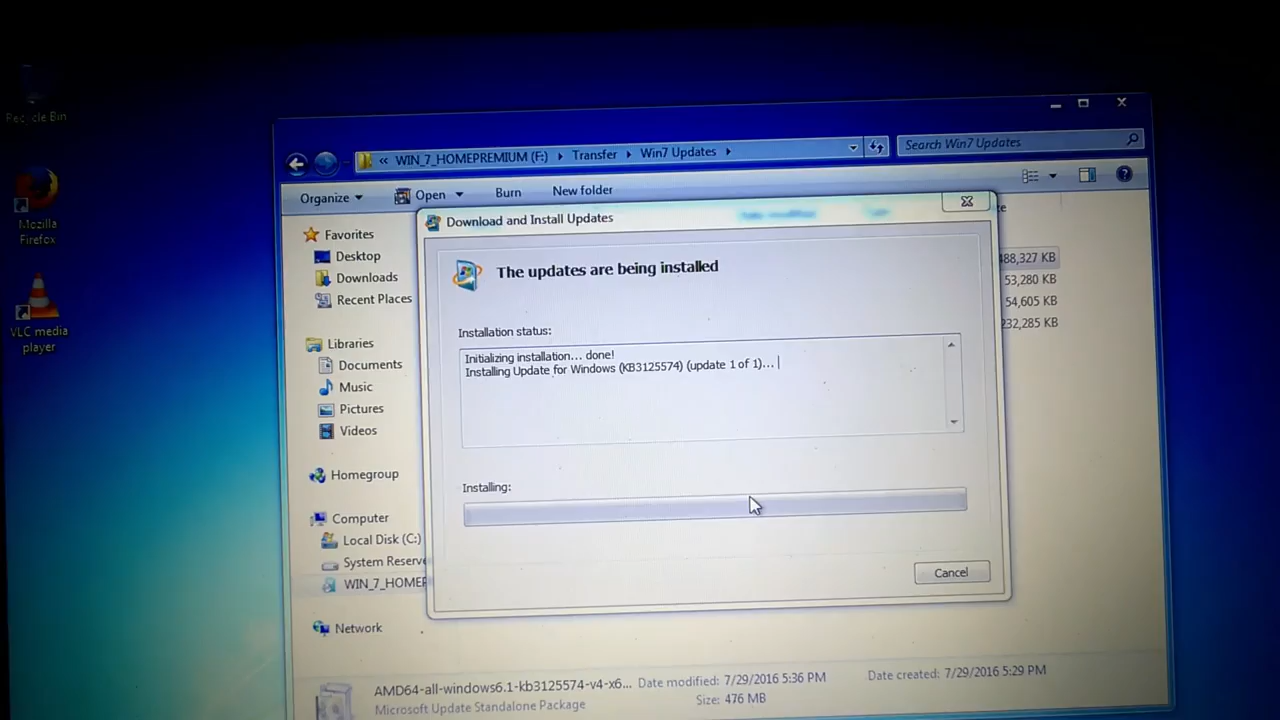 Recycle Bin
Mozilla
Firefox
VLC media
player
« WIN_7_HOMEPREMIUM (F:) Transfer Win7 Updates
Search Win7 Updates
Organize Open Burn New folder
Favorites
Desktop
Downloads
Recent Places
Libraries
Documents
Music
Pictures
Videos
Homegroup
Computer
Local Disk (C:)
System Reserve
WIN_7_HOMEP
Network
Download and Install Updates
The updates are being installed
Installation status:
Initializing installation... done!
Installing Update for Windows (KB3125574) (update 1 of 1)...
Installing:
Cancel
488,327 KB
53,280 KB
54,605 KB
232,285 KB
AMD64-all-windows6.1-kb3125574-v4-x6... Date modified: 7/29/2016 5:36 PM Date created: 7/29/2016 5:29 PM
Microsoft Update Standalone Package Size: 476 MB